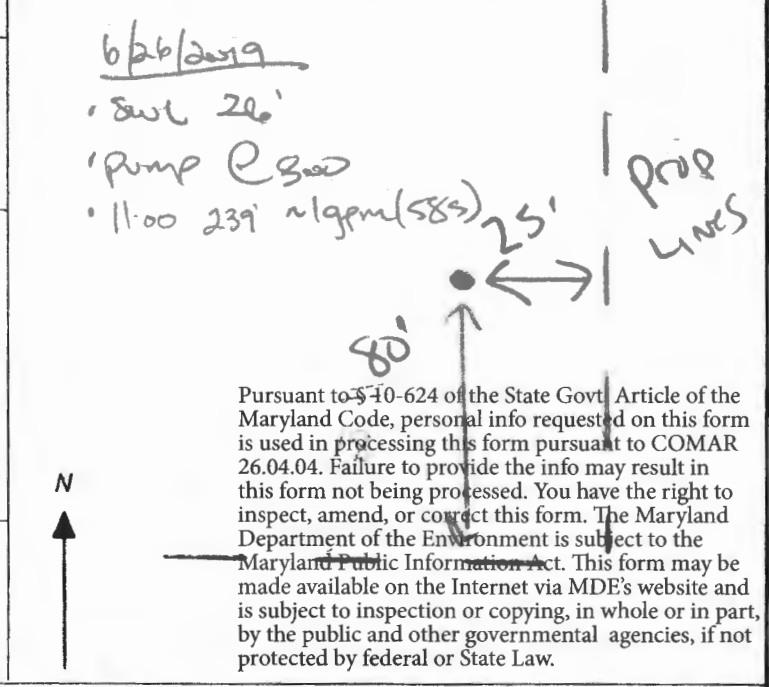 6/26/2019
• SWL 26'
• pump @ 300
• 11:00 239' ~1gpm (58s)
25'
prop
LINES
80'
Pursuant to § 10-624 of the State Govt. Article of the
Maryland Code, personal info requested on this form
is used in processing this form pursuant to COMAR
26.04.04. Failure to provide the info may result in
this form not being processed. You have the right to
inspect, amend, or correct this form. The Maryland
Department of the Environment is subject to the
Maryland Public Information Act. This form may be
made available on the Internet via MDE's website and
is subject to inspection or copying, in whole or in part,
by the public and other governmental agencies, if not
protected by federal or State Law.
N